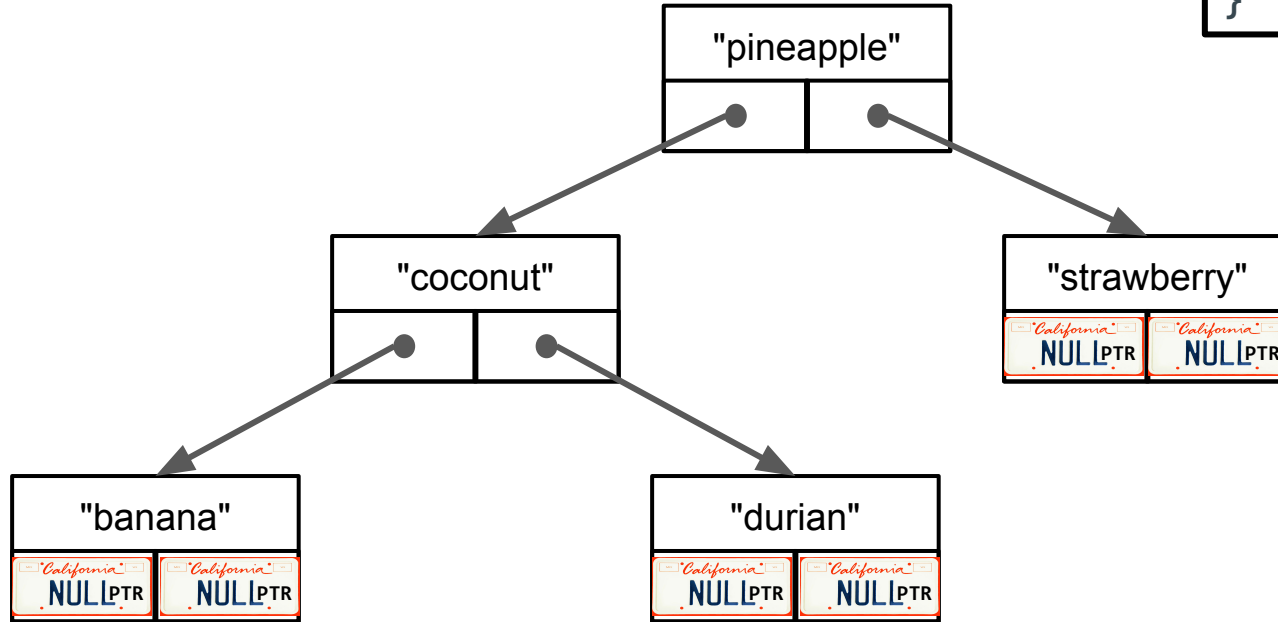 }
"pineapple"
"coconut"
"strawberry"
California California
NULLPTR NULLPTR
"banana"
"durian"
California California California California
NULLPTR NULLPTR NULLPTR NULLPTR